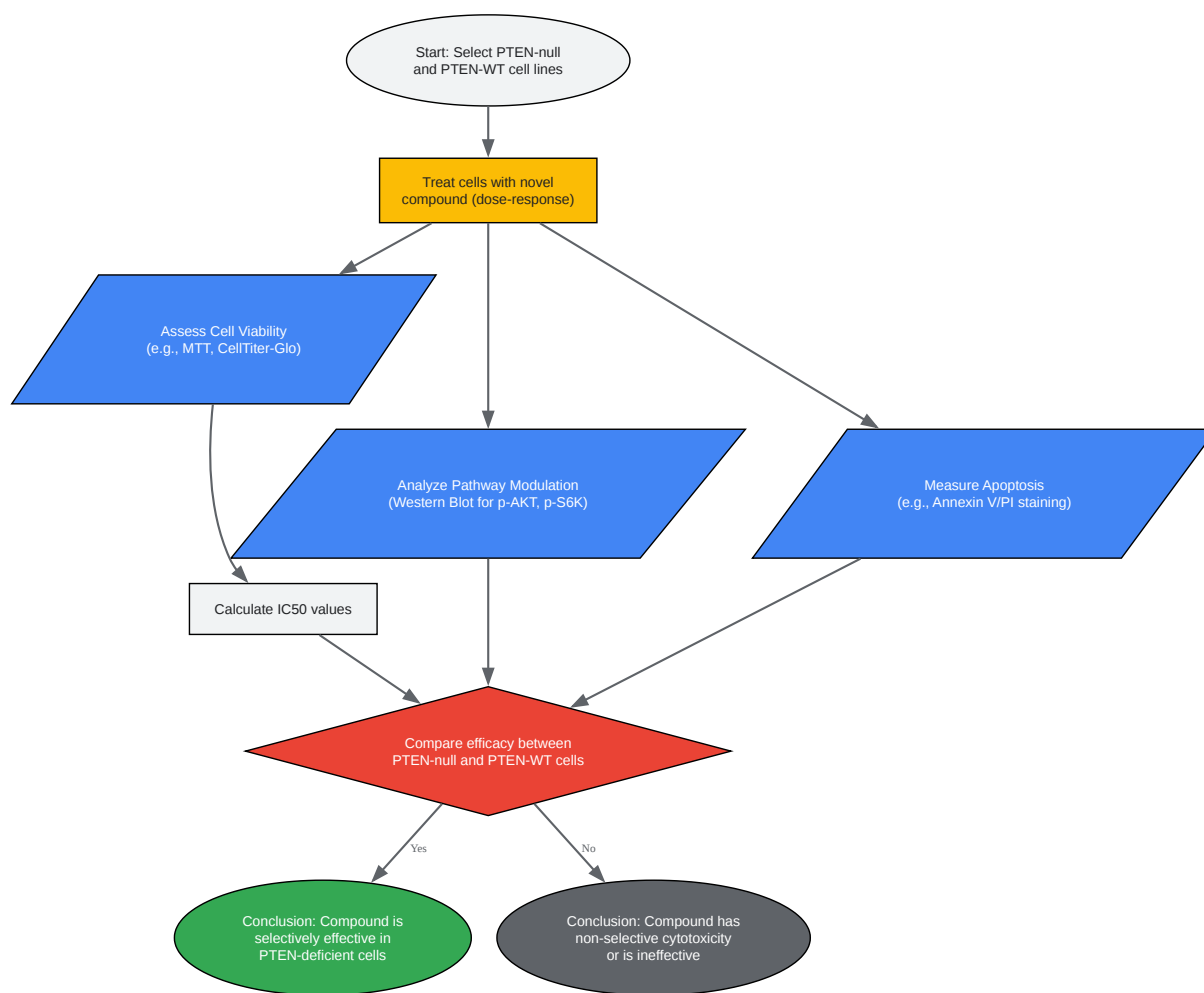 Start: Select PTEN-null
and PTEN-WT cell lines
Treat cells with novel
compound (dose-response)
Assess Cell Viability
(e.g., MTT, CellTiter-Glo)
Analyze Pathway Modulation
(Western Blot for p-AKT, p-S6K)
Measure Apoptosis
(e.g., Annexin V/PI staining)
Calculate IC50 values
Compare efficacy between
PTEN-null and PTEN-WT cells
Yes
No
Conclusion: Compound is
selectively effective in
PTEN-deficient cells
Conclusion: Compound has
non-selective cytotoxicity
or is ineffective